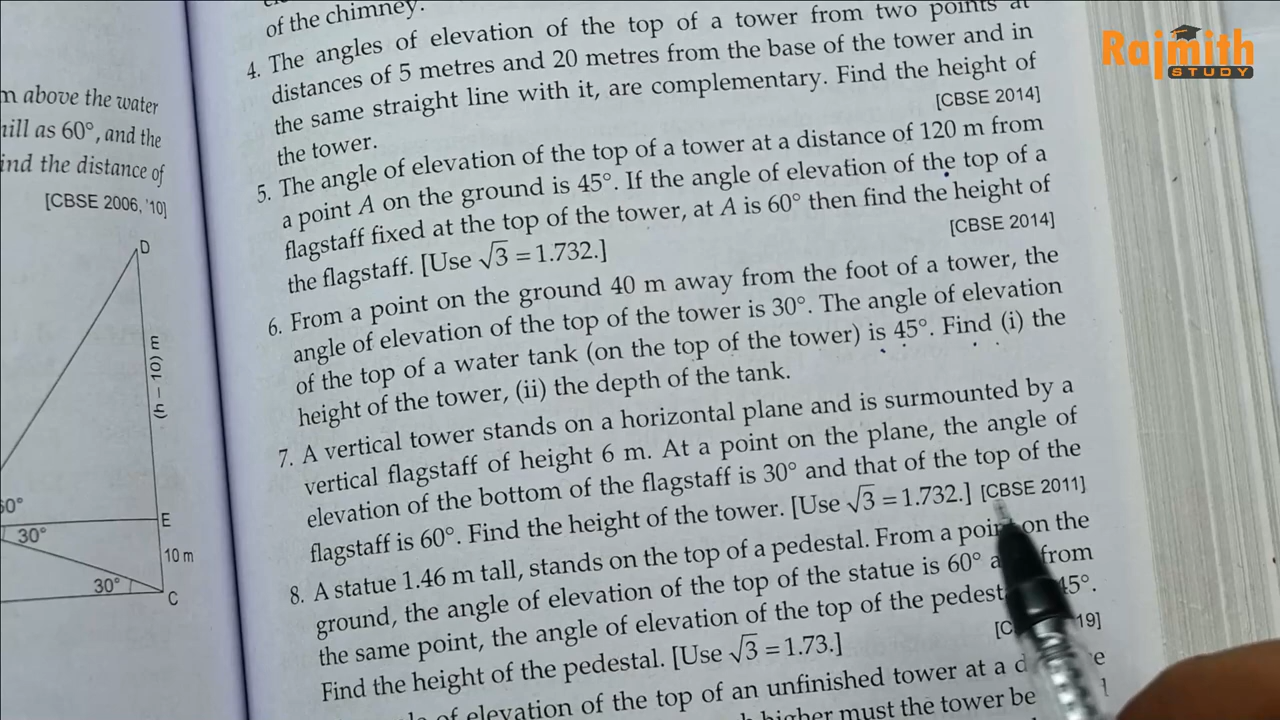 of the chimney.
4. The angles of elevation of the top of a tower from two points at
distances of 5 metres and 20 metres from the base of the tower and in
the same straight line with it, are complementary. Find the height of
the tower.
[CBSE 2014]
5. The angle of elevation of the top of a tower at a distance of 120 m from
a point A on the ground is 45°. If the angle of elevation of the top of a
flagstaff fixed at the top of the tower, at A is 60° then find the height of
the flagstaff. [Use √3 = 1.732.]
[CBSE 2014]
6. From a point on the ground 40 m away from the foot of a tower, the
angle of elevation of the top of the tower is 30°. The angle of elevation
of the top of a water tank (on the top of the tower) is 45°. Find (i) the
height of the tower, (ii) the depth of the tank.
7. A vertical tower stands on a horizontal plane and is surmounted by a
vertical flagstaff of height 6 m. At a point on the plane, the angle of
elevation of the bottom of the flagstaff is 30° and that of the top of the
flagstaff is 60°. Find the height of the tower. [Use √3 = 1.732.] [CBSE 2011]
8. A statue 1.46 m tall, stands on the top of a pedestal. From a point on the
ground, the angle of elevation of the top of the statue is 60° from
the same point, the angle of elevation of the top of the pedest 45°.
Find the height of the pedestal. [Use √3 = 1.73.]
19]
of elevation of the top of an unfinished tower at a
higher must the tower be
m above the water
hill as 60°, and the
ind the distance of
[CBSE 2006, '10]
D
(h – 10) m
60°
30°
E
10 m
30°
C
Rajmith
STUDY